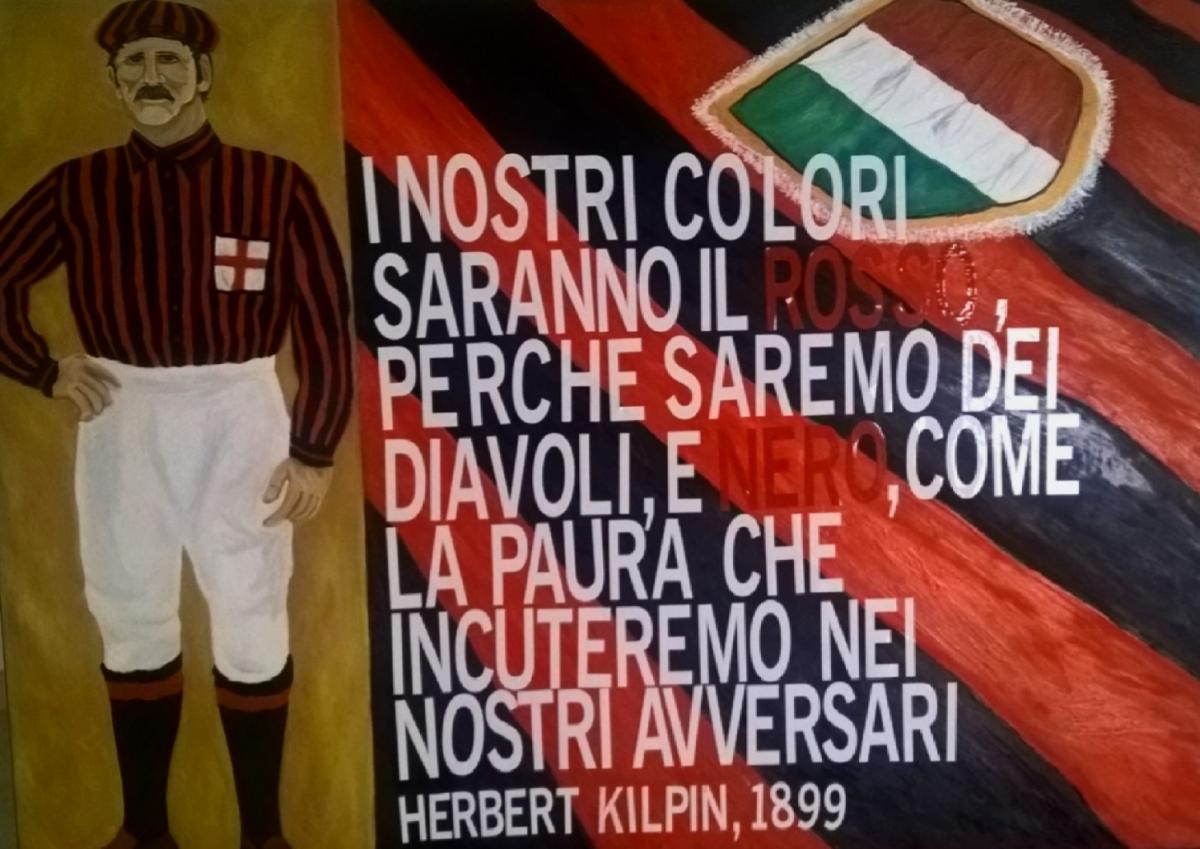 I NOSTRI COLORI
SARANNO IL ROSSO,
PERCHE SAREMO DEI
DIAVOLI, E NERO, COME
LA PAURA CHE
INCUTEREMO NEI
NOSTRI AVVERSARI
HERBERT KILPIN, 1899